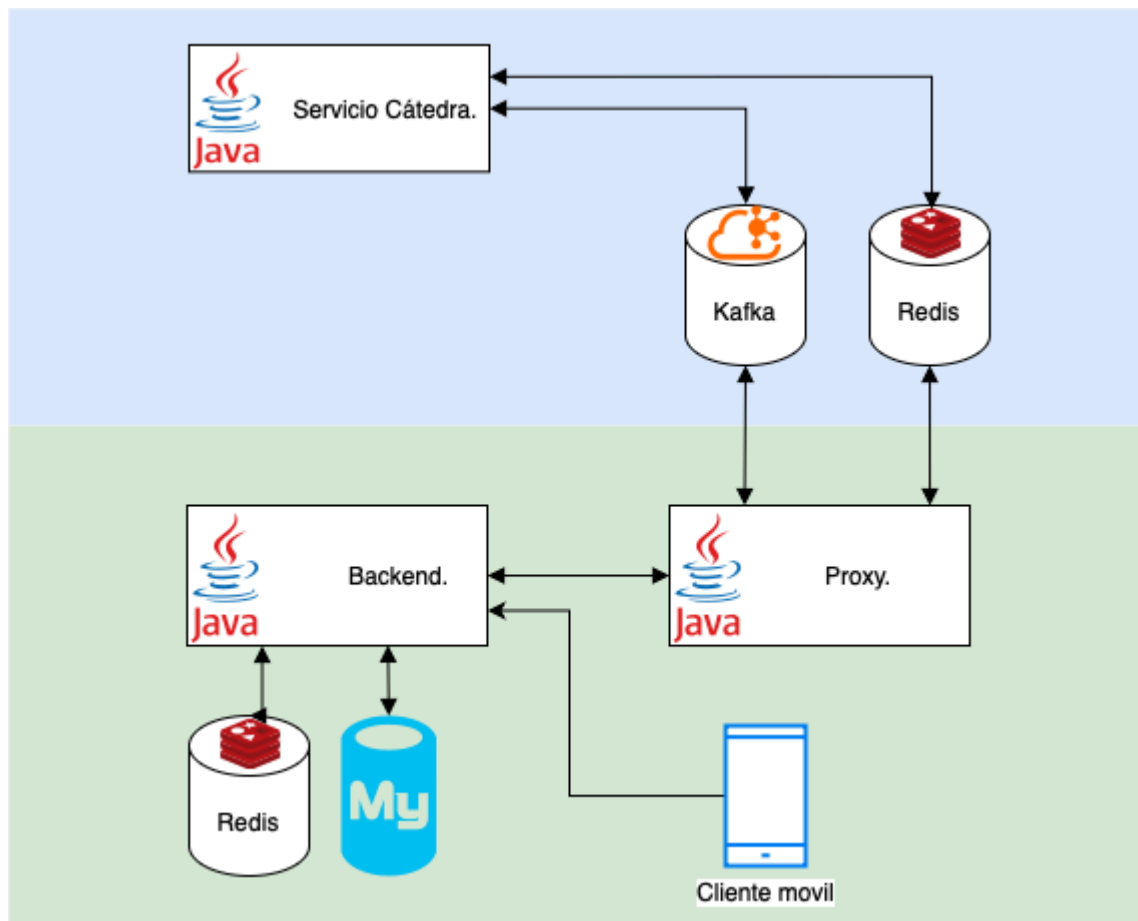 Java
Servicio Cátedra.
Kafka
Redis
Java
Backend.
Java
Proxy.
Redis
My
Cliente movil